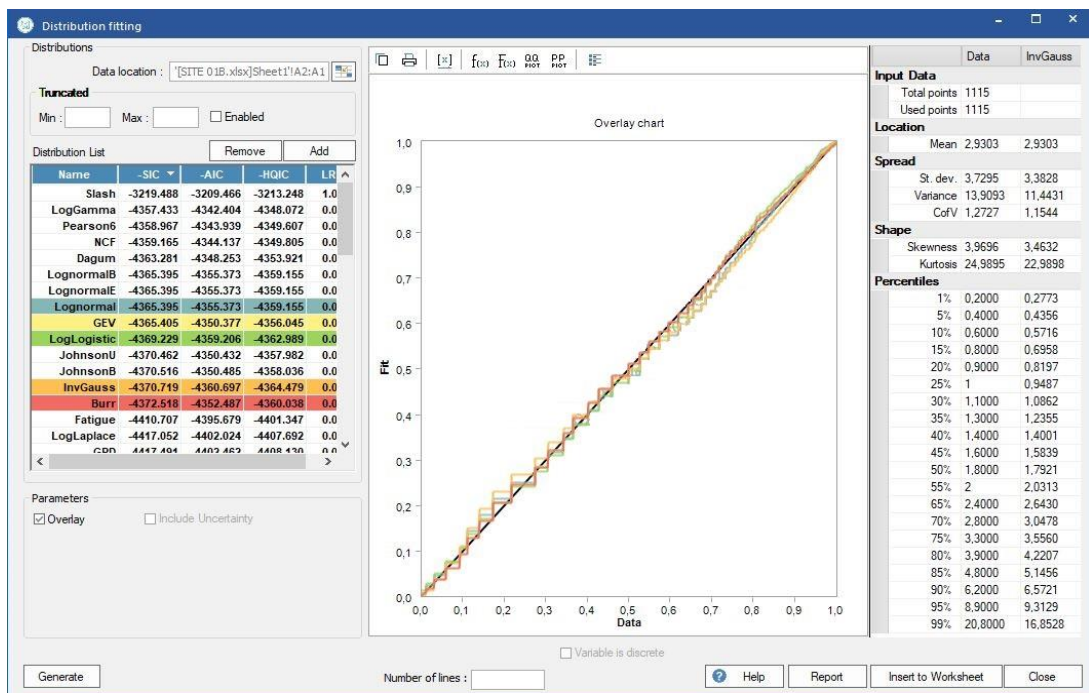 Distribution fitting
Distributions
Data location : '[SITE 01B.xlsx]Sheet1'!A2:A1
Truncated
Min : Max : Enabled
Distribution List Remove Add
Name -SIC -AIC -HQIC LR
Slash -3219.488 -3209.466 -3213.248 1.0
LogGamma -4357.433 -4342.404 -4348.072 0.0
Pearson6 -4358.967 -4343.939 -4349.607 0.0
NCF -4359.165 -4344.137 -4349.805 0.0
Dagum -4363.281 -4348.253 -4353.921 0.0
LognormalB -4365.395 -4355.373 -4359.155 0.0
LognormalE -4365.395 -4355.373 -4359.155 0.0
Lognormal -4365.395 -4355.373 -4359.155 0.0
GEV -4365.405 -4350.377 -4356.045 0.0
LogLogistic -4369.229 -4359.206 -4362.989 0.0
JohnsonU -4370.462 -4350.432 -4357.982 0.0
JohnsonB -4370.516 -4350.485 -4358.036 0.0
InvGauss -4370.719 -4360.697 -4364.479 0.0
Burr -4372.518 -4352.487 -4360.038 0.0
Fatigue -4410.707 -4395.679 -4401.347 0.0
LogLaplace -4417.052 -4402.024 -4407.692 0.0
GPD -4417.491 -4402.462 -4408.130 0.0
Parameters
Overlay Include Uncertainty
Generate
[x] f(x) F(x) QQ PLOT PP PLOT
Overlay chart
1,0
0,9
0,8
0,7
0,6
0,5
0,4
0,3
0,2
0,1
0,0
Fit
0,0 0,1 0,2 0,3 0,4 0,5 0,6 0,7 0,8 0,9 1,0
Data
Variable is discrete
Number of lines :
Data InvGauss
Input Data
Total points 1115
Used points 1115
Location
Mean 2,9303 2,9303
Spread
St. dev. 3,7295 3,3828
Variance 13,9093 11,4431
CofV 1,2727 1,1544
Shape
Skewness 3,9696 3,4632
Kurtosis 24,9895 22,9898
Percentiles
1% 0,2000 0,2773
5% 0,4000 0,4356
10% 0,6000 0,5716
15% 0,8000 0,6958
20% 0,9000 0,8197
25% 1 0,9487
30% 1,1000 1,0862
35% 1,3000 1,2355
40% 1,4000 1,4001
45% 1,6000 1,5839
50% 1,8000 1,7921
55% 2 2,0313
65% 2,4000 2,6430
70% 2,8000 3,0478
75% 3,3000 3,5560
80% 3,9000 4,2207
85% 4,8000 5,1456
90% 6,2000 6,5721
95% 8,9000 9,3129
99% 20,8000 16,8528
Help Report Insert to Worksheet Close